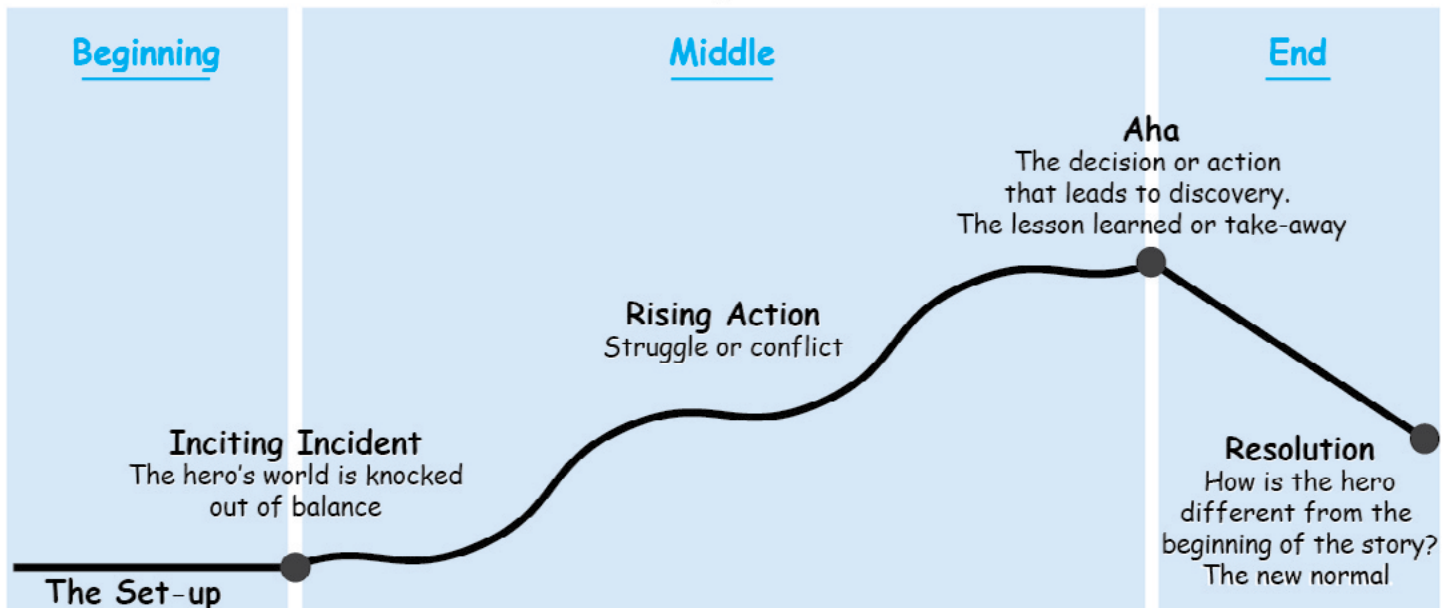 Beginning
Middle
End
Aha
The decision or action
that leads to discovery.
The lesson learned or take-away
Rising Action
Struggle or conflict
Inciting Incident
The hero's world is knocked
out of balance
The Set-up
Resolution
How is the hero
different from the
beginning of the story?
The new normal